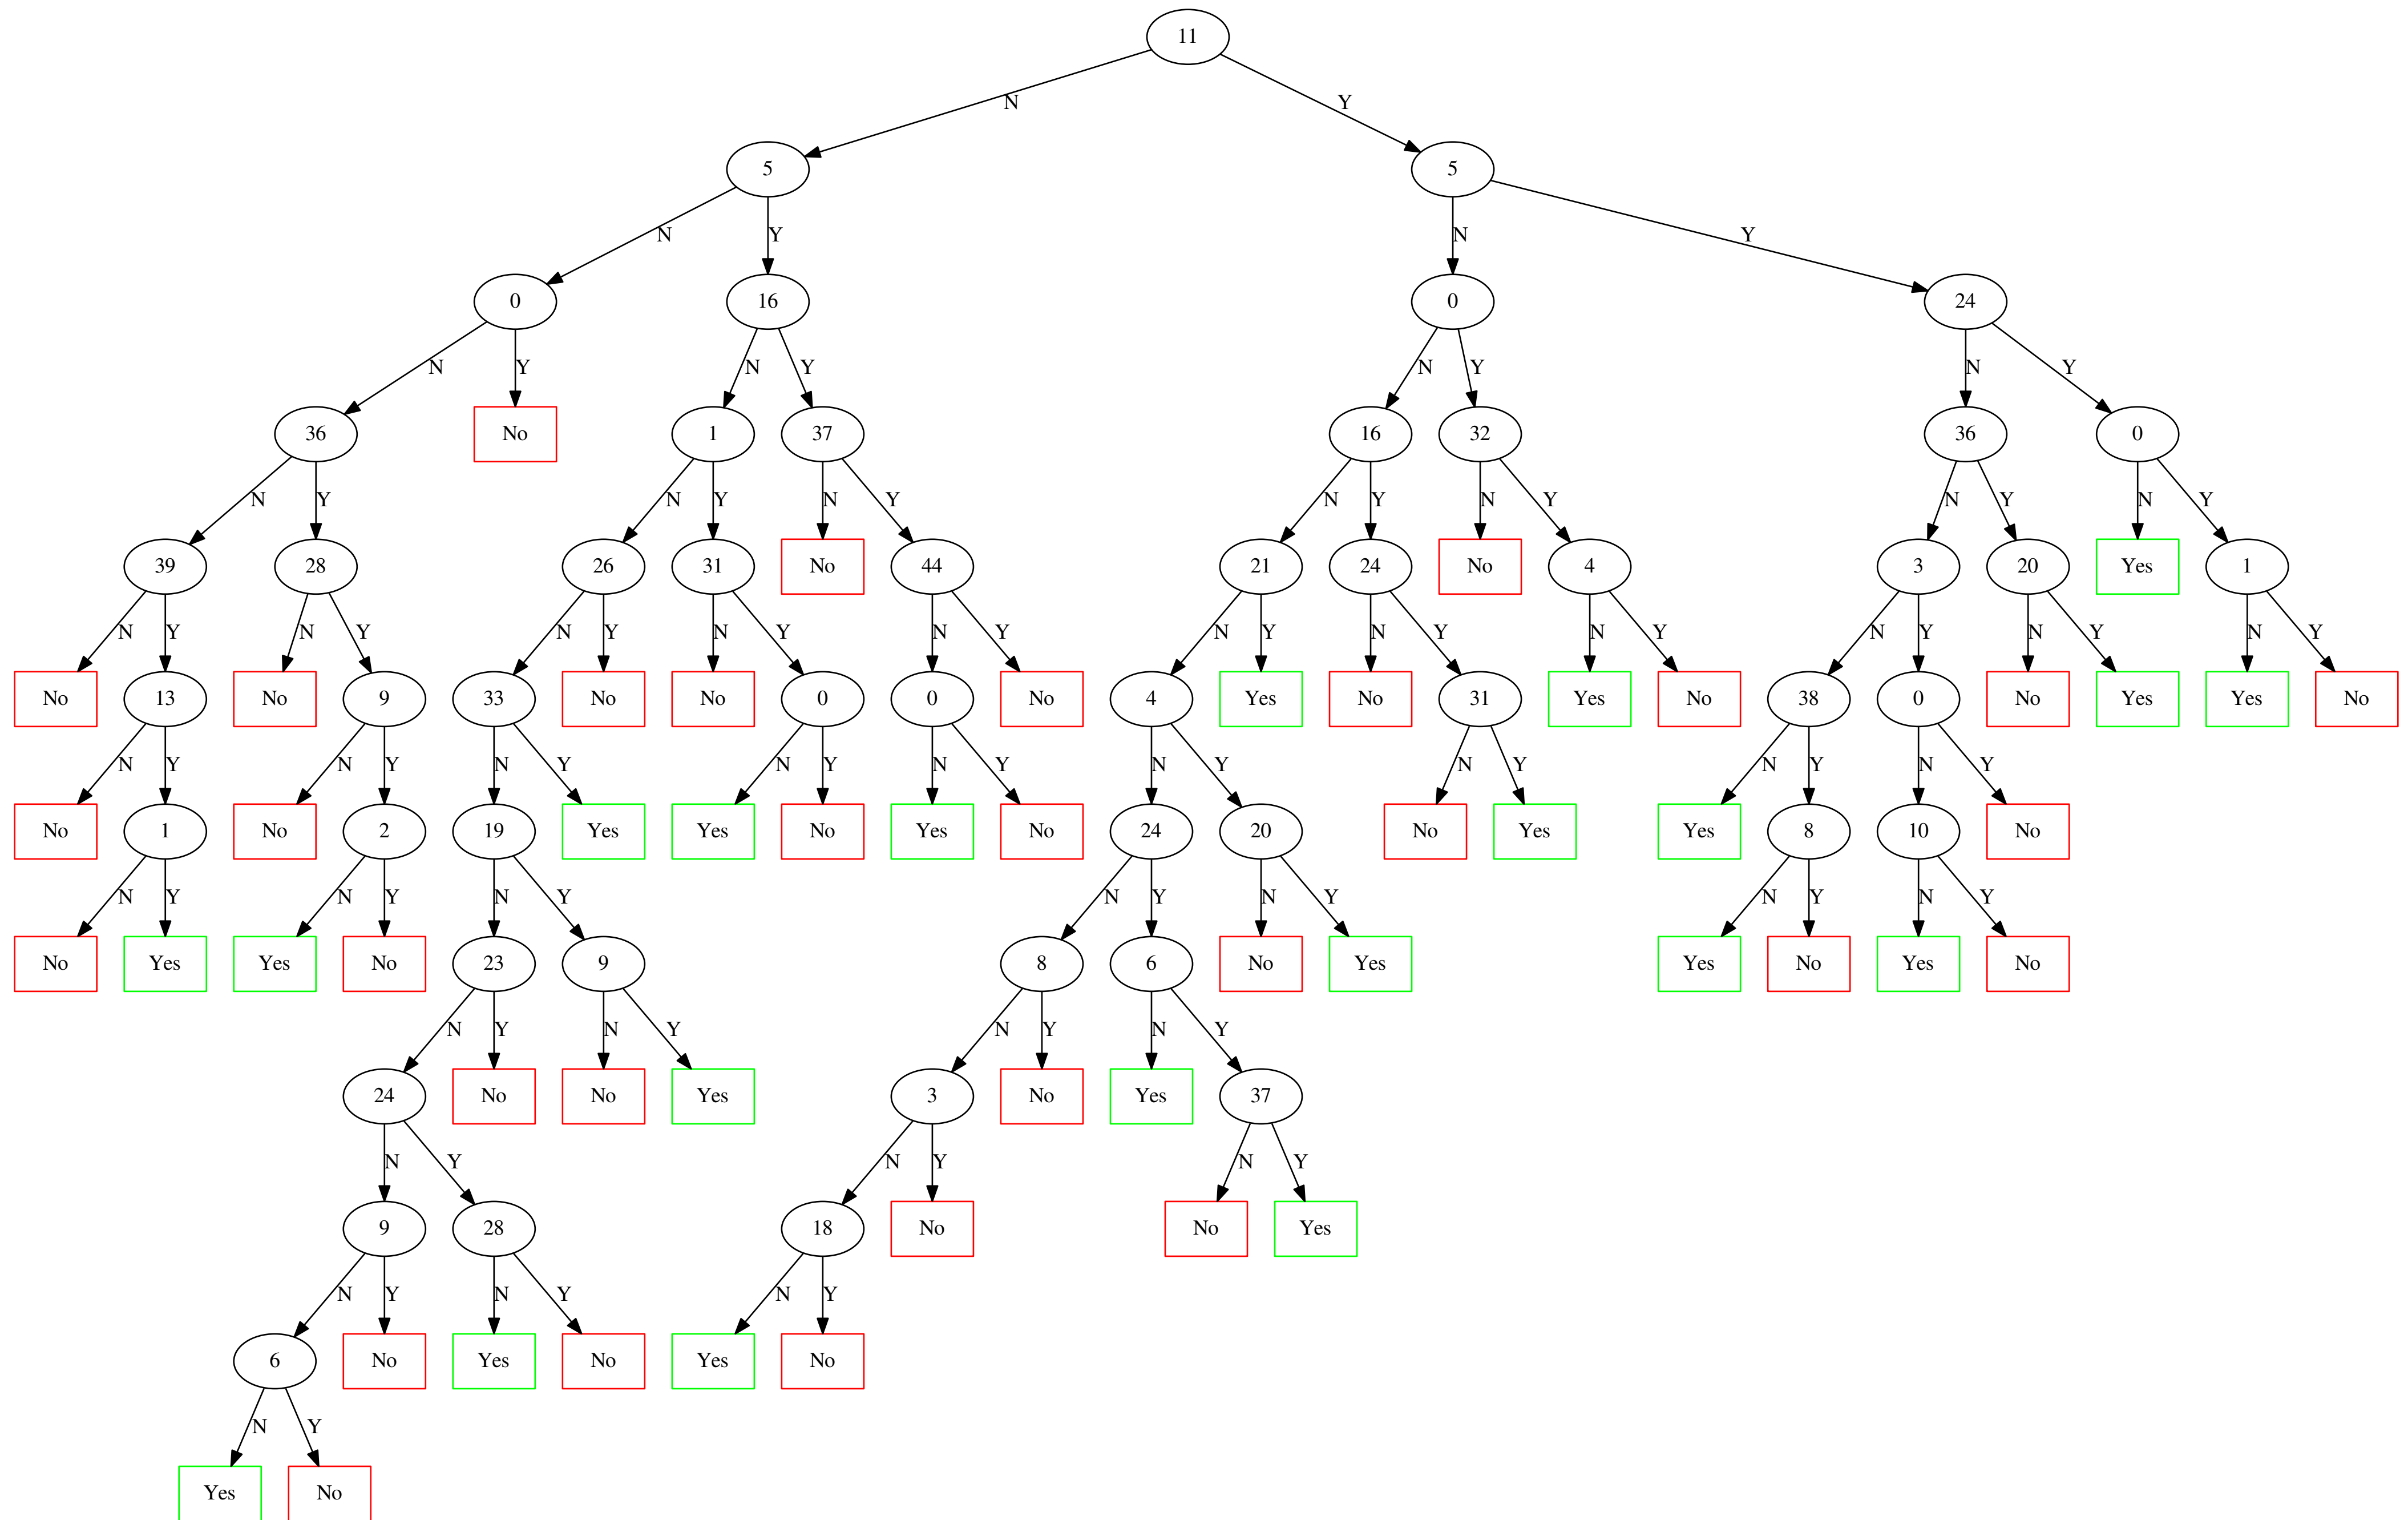 11
N Y
5 5
N Y N Y
0 16 0 24
N Y N Y N Y N Y
36 No 1 37 16 32 36 0
N Y N Y N Y N Y N Y N Y N Y
39 28 26 31 No 44 21 24 No 4 3 20 Yes 1
N Y N Y N Y N Y N Y N Y N Y N Y N Y N Y N Y
No 13 No 9 33 No No 0 0 No 4 Yes No 31 Yes No 38 0 No Yes Yes No
N Y N Y N Y N Y N Y N Y N Y N Y N Y
No 1 No 2 19 Yes Yes No Yes No 24 20 No Yes Yes 8 10 No
N Y N Y N Y N Y N Y N Y N Y
No Yes Yes No 23 9 8 6 No Yes Yes No Yes No
N Y N Y N Y N Y
24 No No Yes 3 No Yes 37
N Y N Y N Y
9 28 18 No No Yes
N Y N Y N Y
6 No Yes No Yes No
N Y
Yes No